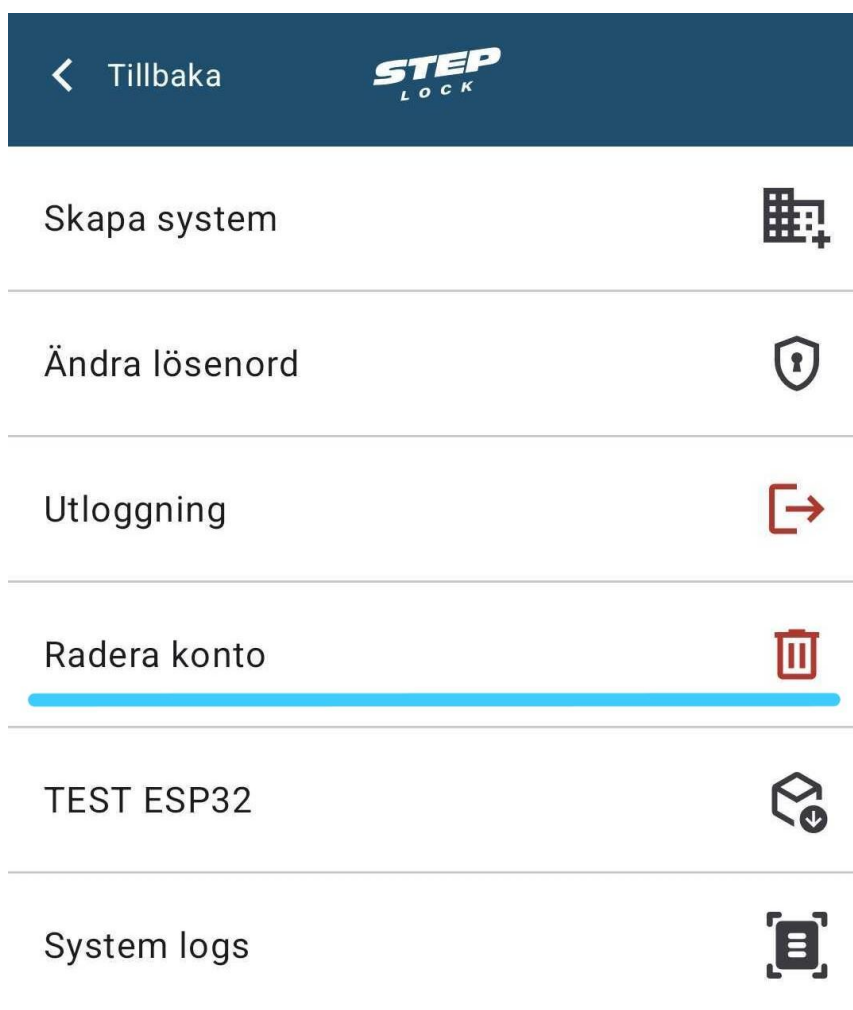 Tillbaka
STEP
LOCK
Skapa system
Ändra lösenord
Utloggning
Radera konto
TEST ESP32
System logs